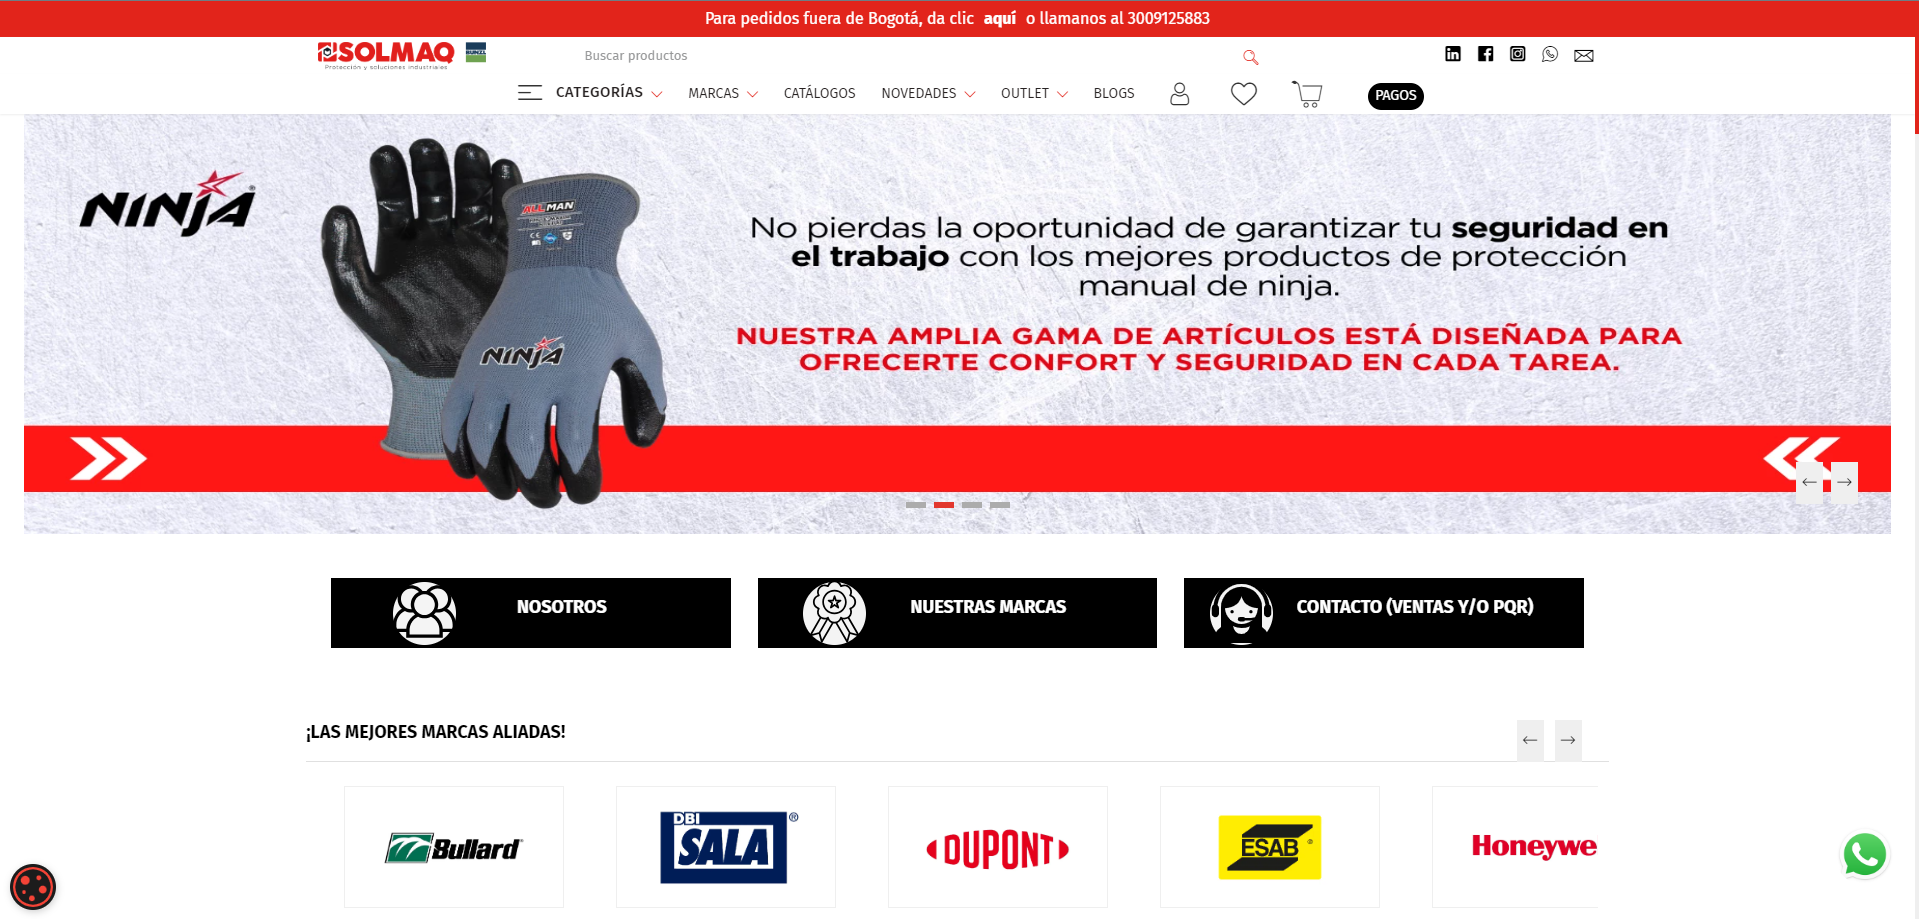 Para pedidos fuera de Bogotá, da clic aquí o llamanos al 3009125883
SOLMAQ
Protección y soluciones industriales
Buscar productos
CATEGORÍAS
MARCAS
CATÁLOGOS
NOVEDADES
OUTLET
BLOGS
PAGOS
NINJA
ALLMAN
NINJA
No pierdas la oportunidad de garantizar tu seguridad en
el trabajo con los mejores productos de protección
manual de ninja.
NUESTRA AMPLIA GAMA DE ARTÍCULOS ESTÁ DISEÑADA PARA
OFRECERTE CONFORT Y SEGURIDAD EN CADA TAREA.
NOSOTROS
NUESTRAS MARCAS
CONTACTO (VENTAS Y/O PQR)
¡LAS MEJORES MARCAS ALIADAS!
Bullard
DBI
SALA®
DUPONT
ESAB®
Honeywe